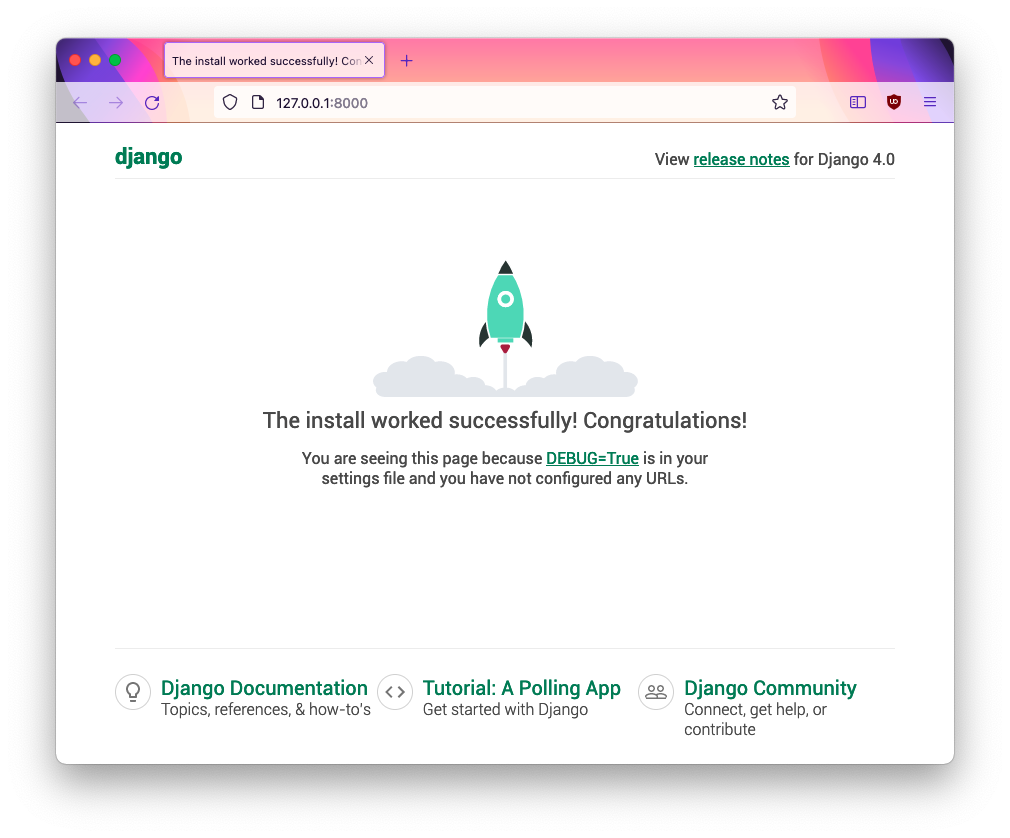 The install worked successfully! Con
127.0.0.1:8000
django
View release notes for Django 4.0
The install worked successfully! Congratulations!
You are seeing this page because DEBUG=True is in your
settings file and you have not configured any URLs.
Django Documentation
Topics, references, & how-to's
Tutorial: A Polling App
Get started with Django
Django Community
Connect, get help, or
contribute